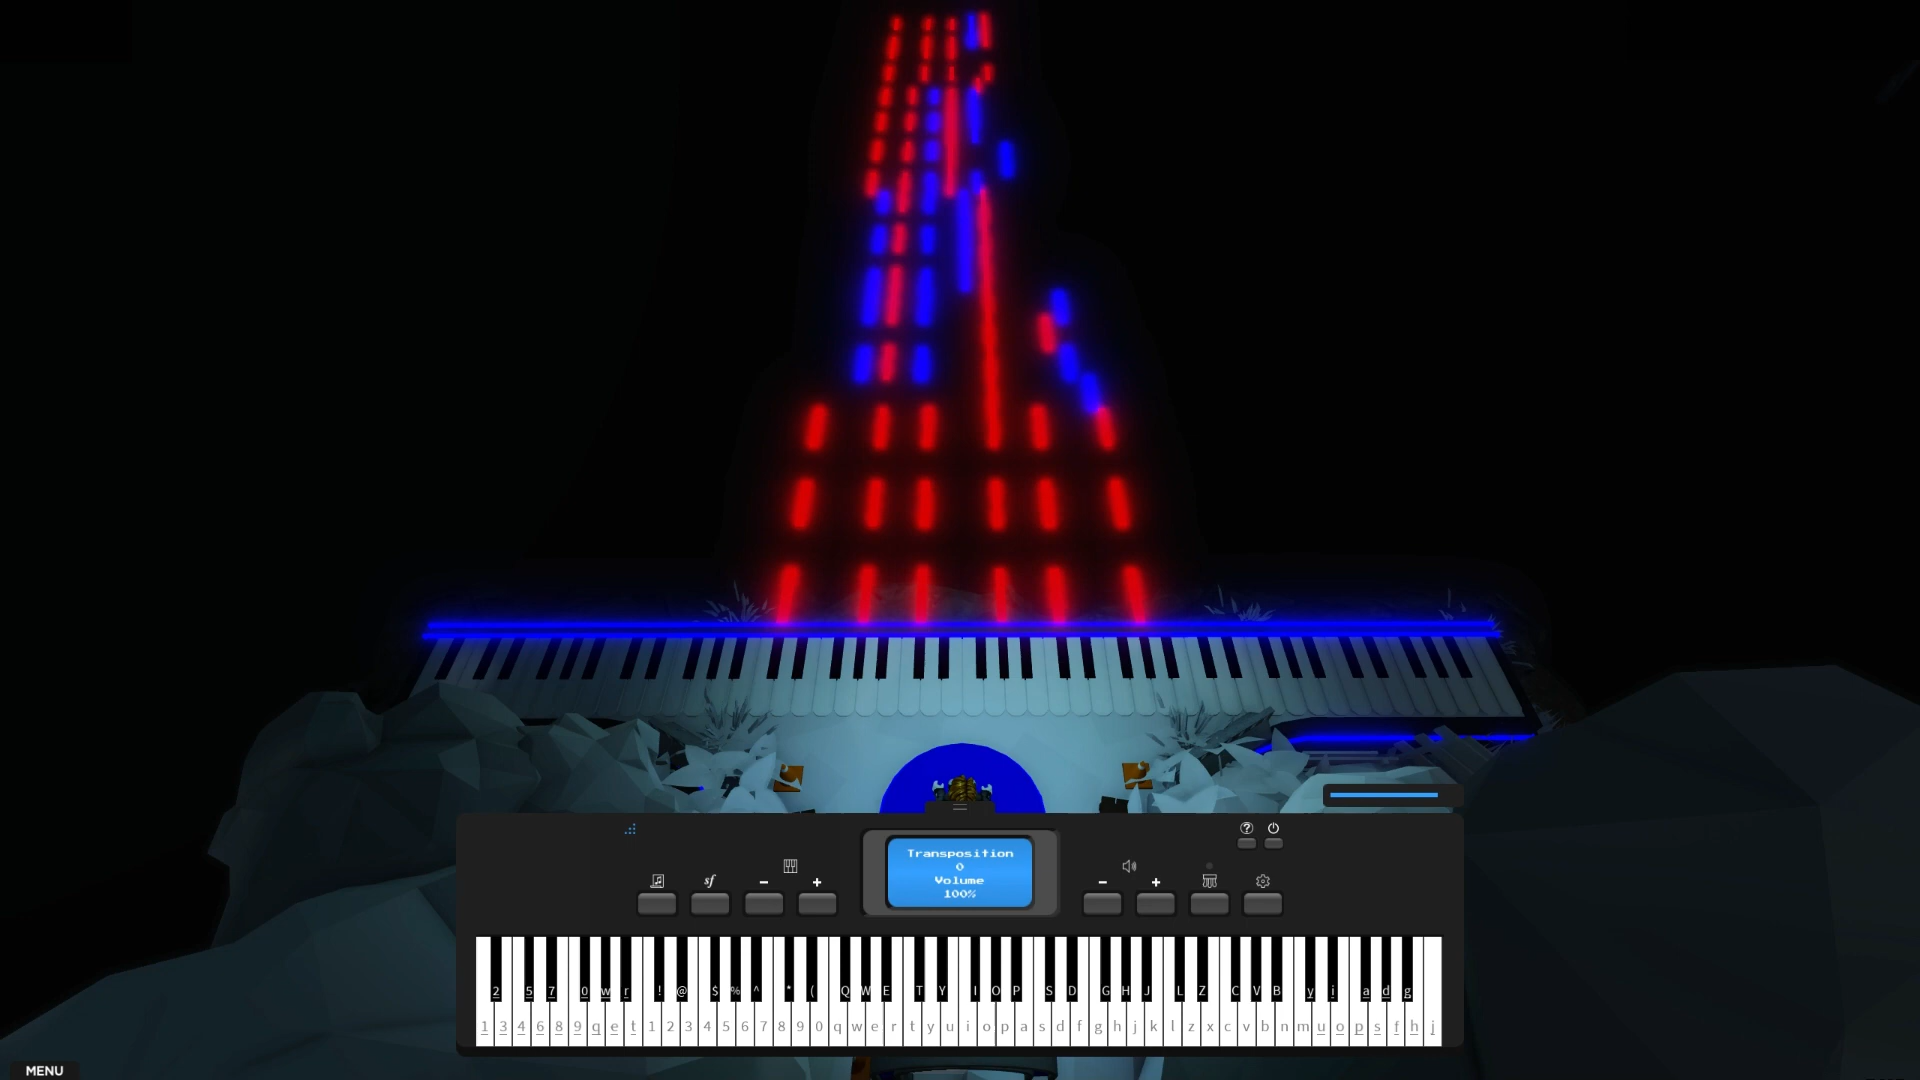 Transposition
0
Volume
100%
?
sf
- +
- +
2 5 7 0 w r ! @ $ % ^ * ( Q W E T Y I O P S D G H J L Z C V B y i a d g
1 3 4 6 8 9 q e t 1 2 3 4 5 6 7 8 9 0 q w e r t y u i o p a s d f g h j k l z x c v b n m u o p s f h j
MENU